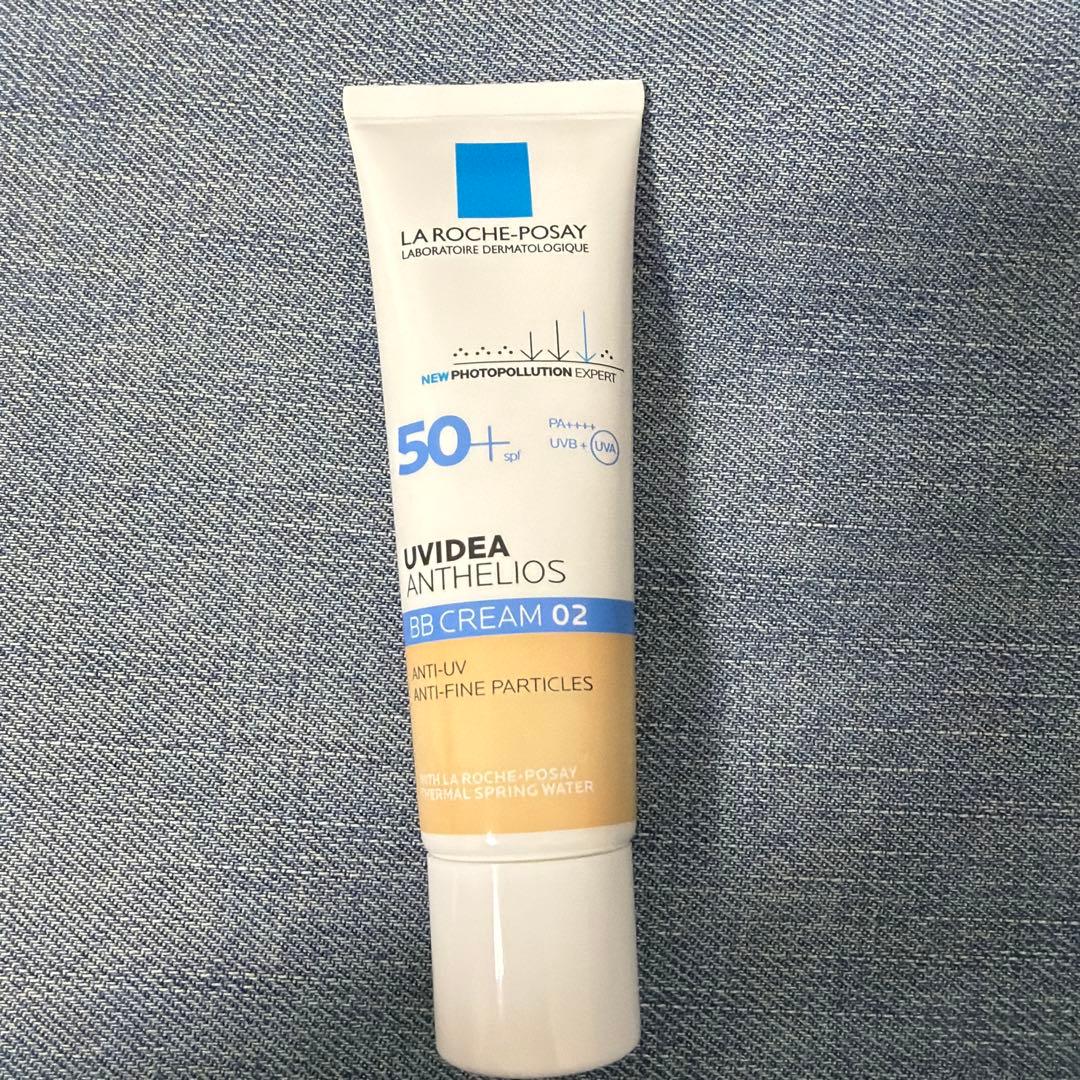 LA ROCHE-POSAY
LABORATOIRE DERMATOLOGIQUE
NEW PHOTOPOLLUTION EXPERT
50+ spf
PA++++
UVB + UVA
UVIDEA
ANTHELIOS
BB CREAM 02
ANTI-UV
ANTI-FINE PARTICLES
WITH LA ROCHE-POSAY
THERMAL SPRING WATER